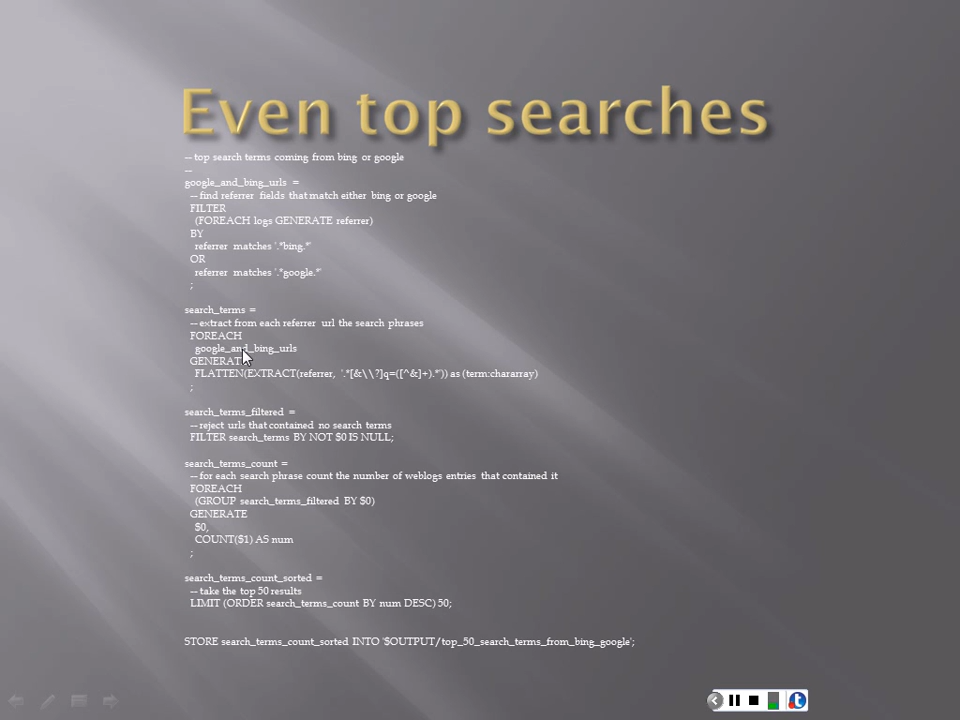 Even top searches
-- top search terms coming from bing or google
--
google_and_bing_urls =
-- find referrer fields that match either bing or google
FILTER
(FOREACH logs GENERATE referrer)
BY
referrer matches '.*bing.*'
OR
referrer matches '.*google.*'
;
search_terms =
-- extract from each referrer url the search phrases
FOREACH
google_and_bing_urls
GENERATE
FLATTEN(EXTRACT(referrer, '.*[&\\?]q=([^&]+).*')) as (term:chararray)
;
search_terms_filtered =
-- reject urls that contained no search terms
FILTER search_terms BY NOT $0 IS NULL;
search_terms_count =
-- for each search phrase count the number of weblogs entries that contained it
FOREACH
(GROUP search_terms_filtered BY $0)
GENERATE
$0,
COUNT($1) AS num
;
search_terms_count_sorted =
-- take the top 50 results
LIMIT (ORDER search_terms_count BY num DESC) 50;
STORE search_terms_count_sorted INTO '$OUTPUT/top_50_search_terms_from_bing_google';